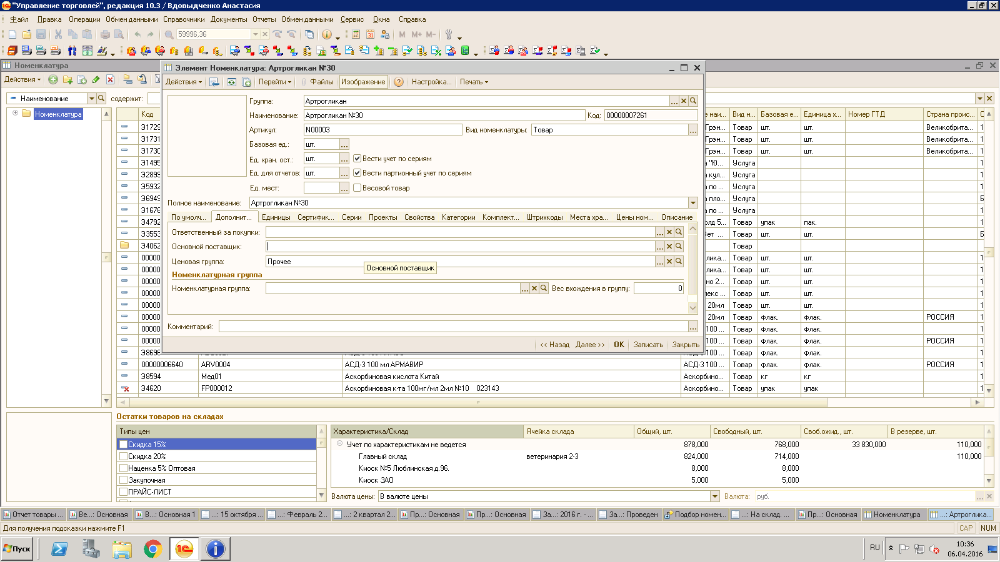 "Управление торговлей", редакция 10.3 / Вдовыдченко Анастасия
Файл Правка Операции Обмен данными Справочники Документы Отчеты Обмен данными Сервис Окна Справка
59996,36
M M+ M-
Номенклатура
Действия
Наименование содержит:
Номенклатура
Элемент Номенклатура: Артрогликан №30
Действия Перейти Файлы Изображение Настройка... Печать
Группа: Артрогликан
Наименование: Артрогликан №30 Код: 00000007261
Артикул: N00003 Вид номенклатуры: Товар
Базовая ед.: шт.
Ед. хран. ост.: шт. Вести учет по сериям
Ед. для отчетов: шт. Вести партионный учет по сериям
Ед. мест: Весовой товар
Полное наименование: Артрогликан №30
По умолч... Дополнит... Единицы Сертифик... Серии Проекты Свойства Категории Комплект... Штрихкоды Места хра... Цены ном... Описание
Ответственный за покупки:
Основной поставщик:
Ценовая группа: Прочее
Основной поставщик
Номенклатурная группа
Номенклатурная группа: Вес вхождения в группу: 0
Комментарий:
<< Назад Далее >> OK Записать Закрыть
Код е наи... Вид н... Базовая е... Единица х... Номер ГТД Страна проис...
Э1729 Грэн... Товар шт. шт. Великобрита... 1
Э1731 Грэн... Товар шт. шт. Великобрита... 1
Э1730 Грэн... Товар шт. шт. Великобрита... 1
Э1495 а "Ю... Услуга 1
Э2899 а кул... Услуга 1
Э5932 а по ... Услуга 1
Э6949 а пло... Услуга Б
Э1676 а по ... Услуга 1
Э4792 олд 5... Товар упак пак. 1
Э3553 Вет ... Товар шт. шт. Б
Э4062 Товар
00000 лика... Товар шт. шт. 1
00000 лика... Товар шт. шт. 1
00000 но 2... Товар шт. шт. 1
00000 лекс ... Товар шт. шт. 1
00000 20мл Товар шт. шт. 1
00000 20мл Товар флак. флак. РОССИЯ 1
00000 100 ... Товар флак. флак. 1
00000 100 ... Товар флак. флак. РОССИЯ 1
Э8696 100 ... Товар флак. флак. 1
00000006640 ARV0004 АСД-3 100 мл АРМАВИР АСД-3 100 ... Товар флак. флак. РОССИЯ 1
Э8594 Мед01 Аскорбиновая кислота Китай Аскорбино... Товар кг кг 1
Э4620 FP000012 Аскорбиновая к-та 100мг/мл 2мл №10 023143 Аскорбино... Товар упак упак 1
Остатки товаров на складах
Типы цен
Скидка 15%
Скидка 20%
Наценка 5% Оптовая
Закупочная
ПРАЙС-ЛИСТ
Характеристика/Склад Ячейка склада Общий, шт. Свободный, шт. Своб.ожид., шт. В резерве, шт.
Учет по характеристикам не ведется 878,000 768,000 33 830,000 110,000
Главный склад ветеринария 2-3 824,000 714,000 110,000
Киоск №5 Люблинская д.96. 8,000 8,000
Киоск ЗАО 5,000 5,000
Валюта цены: В валюте цены Валюта: руб.
Отчет товары ... Ве...: Основная В...: Основная 1 ...: 15 октября ... ...: Февраль 2... ...: 2 квартал 2... Пр...: Основная Пр...: Основная За...: 2016 г. - ... За...: Проведен Подбор номен... ...: На склад. ... Пр...: Основная Номенклатура ...: Артроглика...
Для получения подсказки нажмите F1 CAP NUM
Пуск RU 10:36
06.04.2016